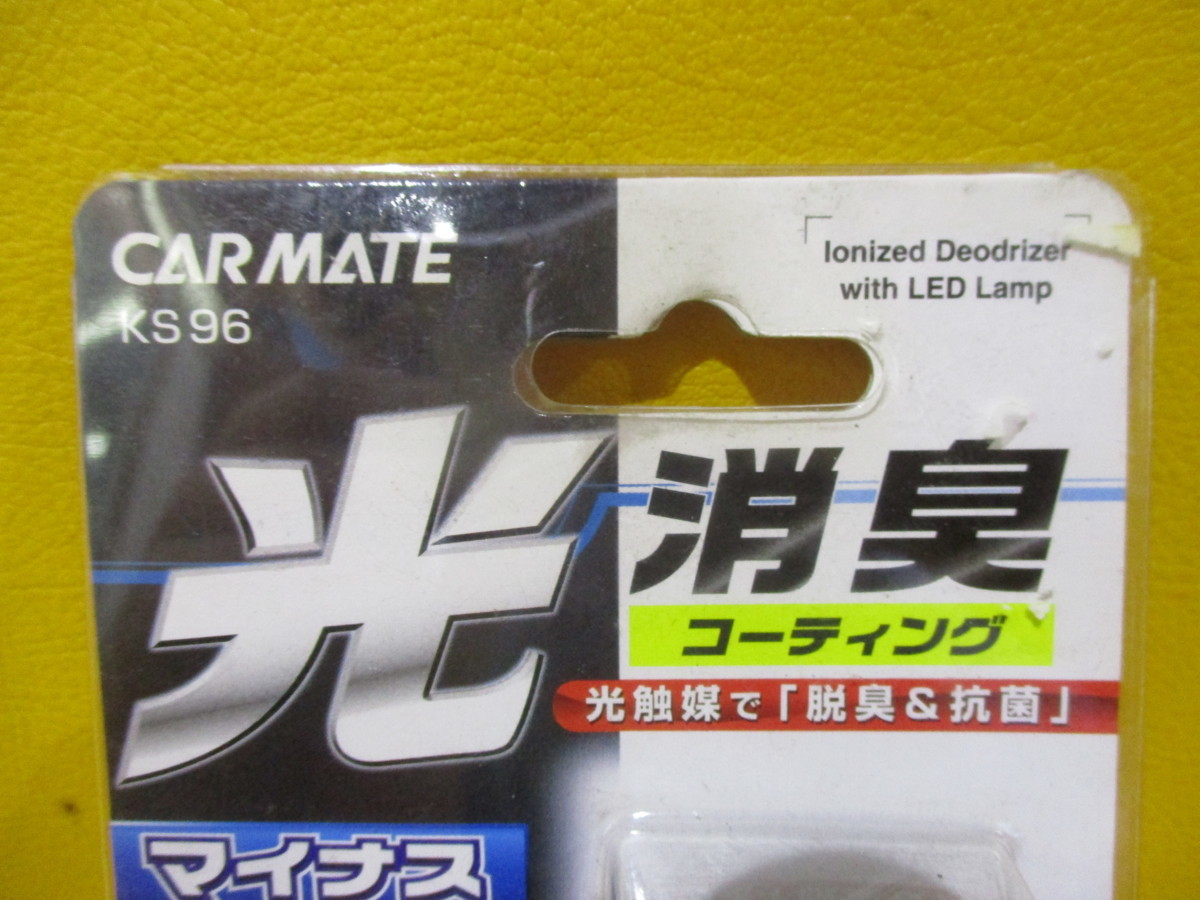 CAR MATE
KS96
Ionized Deodrizer
with LED Lamp
光
消臭
コーティング
光触媒で「脱臭&抗菌」
マイナス